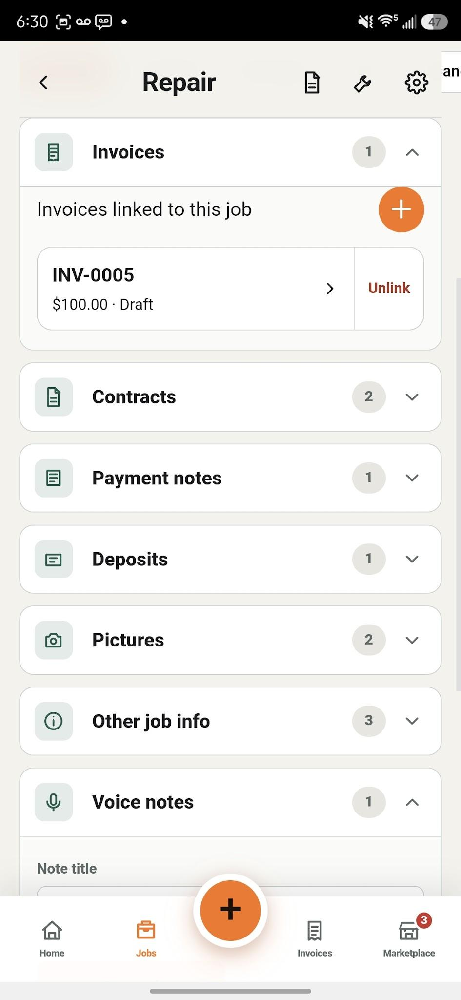 6:30
5
47
Repair
an
Invoices
1
Invoices linked to this job
INV-0005
$100.00 · Draft
Unlink
Contracts
2
Payment notes
1
Deposits
1
Pictures
2
Other job info
3
Voice notes
1
Note title
Home
Jobs
Invoices
Marketplace
3